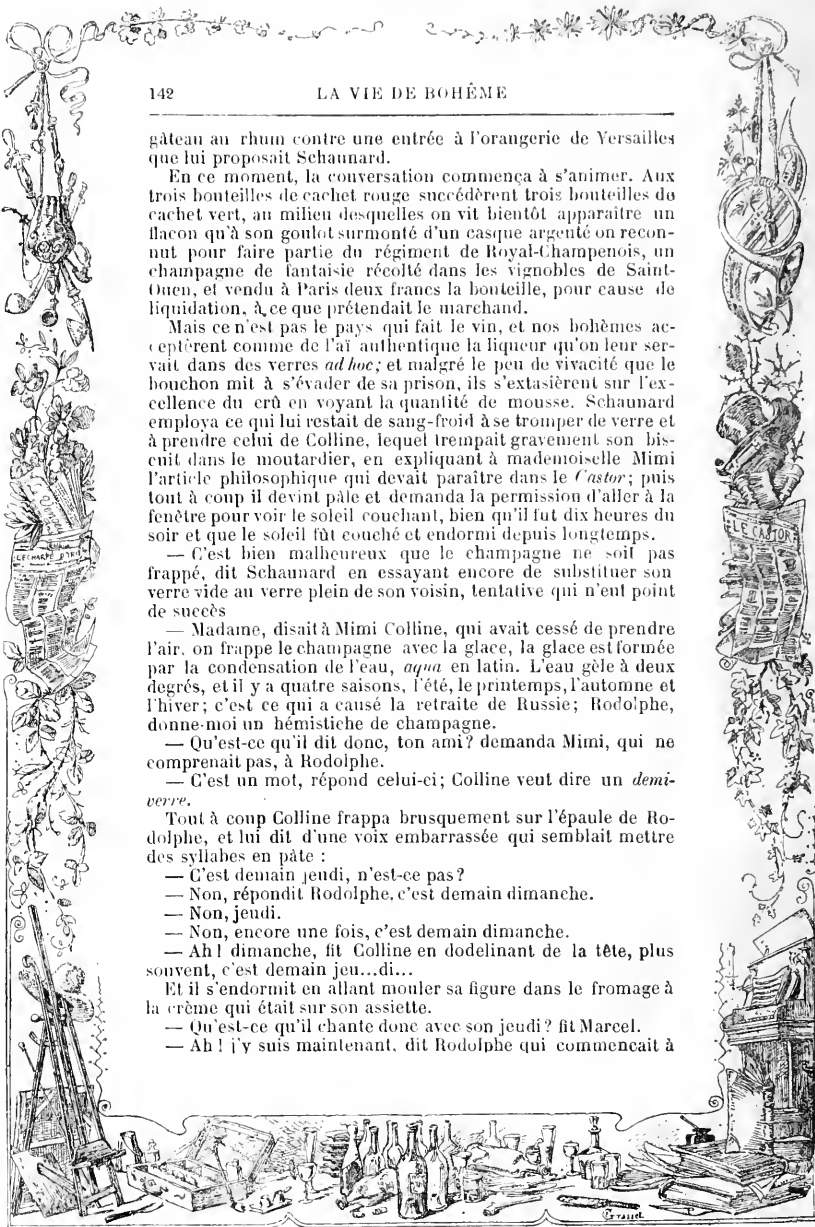 142 LA VIE DE BOHÊME
gâteau au rhum contre une entrée à l'orangerie de Versailles
que lui proposait Schaunard.
En ce moment, la conversation commença à s'animer. Aux
trois bouteilles de cachet rouge succédèrent trois bouteilles de
cachet vert, au milieu desquelles on vit bientôt apparaître un
flacon qu'à son goulot surmonté d'un casque argenté on recon-
nut pour faire partie du régiment de Royal-Champenois, un
champagne de fantaisie récolté dans les vignobles de Saint-
Ouen, et vendu à Paris deux francs la bouteille, pour cause de
liquidation, à ce que prétendait le marchand.
Mais ce n'est pas le pays qui fait le vin, et nos bohèmes ac-
ceptèrent comme de l'aï authentique la liqueur qu'on leur ser-
vait dans des verres ad hoc; et malgré le peu de vivacité que le
bouchon mit à s'évader de sa prison, ils s'extasièrent sur l'ex-
cellence du crû en voyant la quantité de mousse. Schaunard
employa ce qui lui restait de sang-froid à se tromper de verre et
à prendre celui de Colline, lequel trempait gravement son bis-
cuit dans le moutardier, en expliquant à mademoiselle Mimi
l'article philosophique qui devait paraître dans le Castor; puis
tout à coup il devint pâle et demanda la permission d'aller à la
fenêtre pour voir le soleil couchant, bien qu'il fut dix heures du
soir et que le soleil fût couché et endormi depuis longtemps.
— C'est bien malheureux que le champagne ne soit pas
frappé, dit Schaunard en essayant encore de substituer son
verre vide au verre plein de son voisin, tentative qui n'eut point
de succès
— Madame, disait à Mimi Colline, qui avait cessé de prendre
l'air, on frappe le champagne avec la glace, la glace est formée
par la condensation de l'eau, aqua en latin. L'eau gèle à deux
degrés, et il y a quatre saisons, l'été, le printemps, l'automne et
l'hiver; c'est ce qui a causé la retraite de Russie; Rodolphe,
donne-moi un hémistiche de champagne.
— Qu'est-ce qu'il dit donc, ton ami? demanda Mimi, qui ne
comprenait pas, à Rodolphe.
— C'est un mot, répond celui-ci; Colline veut dire un demi-
verre.
Tout à coup Colline frappa brusquement sur l'épaule de Ro-
dolphe, et lui dit d'une voix embarrassée qui semblait mettre
des syllabes en pâte :
— C'est demain jeudi, n'est-ce pas?
— Non, répondit Rodolphe, c'est demain dimanche.
— Non, jeudi.
— Non, encore une fois, c'est demain dimanche.
— Ah! dimanche, fit Colline en dodelinant de la tête, plus
souvent, c'est demain jeu...di...
Et il s'endormit en allant mouler sa figure dans le fromage à
la crème qui était sur son assiette.
— Qu'est-ce qu'il chante donc avec son jeudi? fit Marcel.
— Ah! j'y suis maintenant, dit Rodolphe qui commençait à
L'ÉCHARPE D'IRIS
LE CASTOR
Grasset